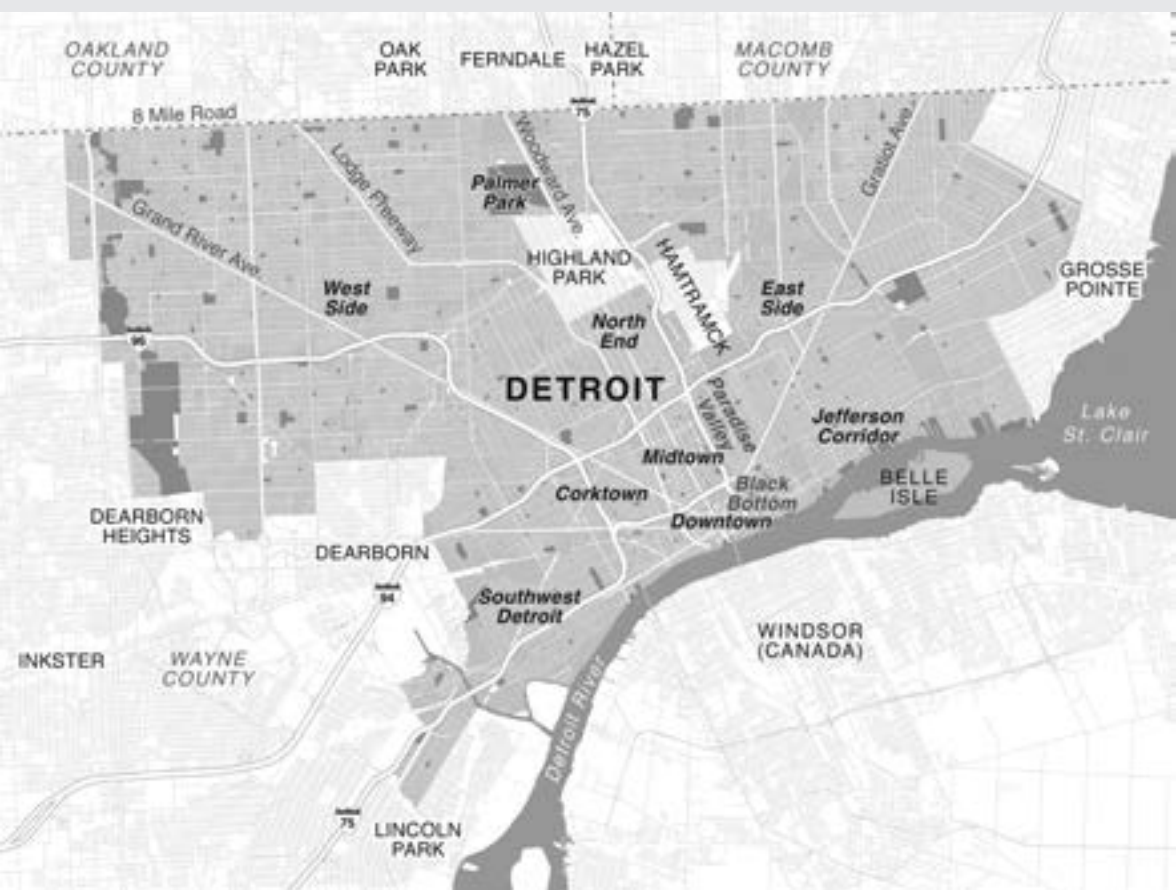 OAKLAND
COUNTY
OAK
PARK
FERNDALE
HAZEL
PARK
MACOMB
COUNTY
8 Mile Road
75
Lodge Freeway
Woodward Ave.
Gratiot Ave.
Palmer
Park
Grand River Ave.
HIGHLAND
PARK
HAMTRAMCK
GROSSE
POINTE
West
Side
East
Side
North
End
96
DETROIT
Paradise
Valley
Jefferson
Corridor
Lake
St. Clair
Midtown
BELLE
ISLE
Corktown
Black
Bottom
Downtown
DEARBORN
HEIGHTS
DEARBORN
94
Southwest
Detroit
WINDSOR
(CANADA)
INKSTER
WAYNE
COUNTY
Detroit River
75
LINCOLN
PARK